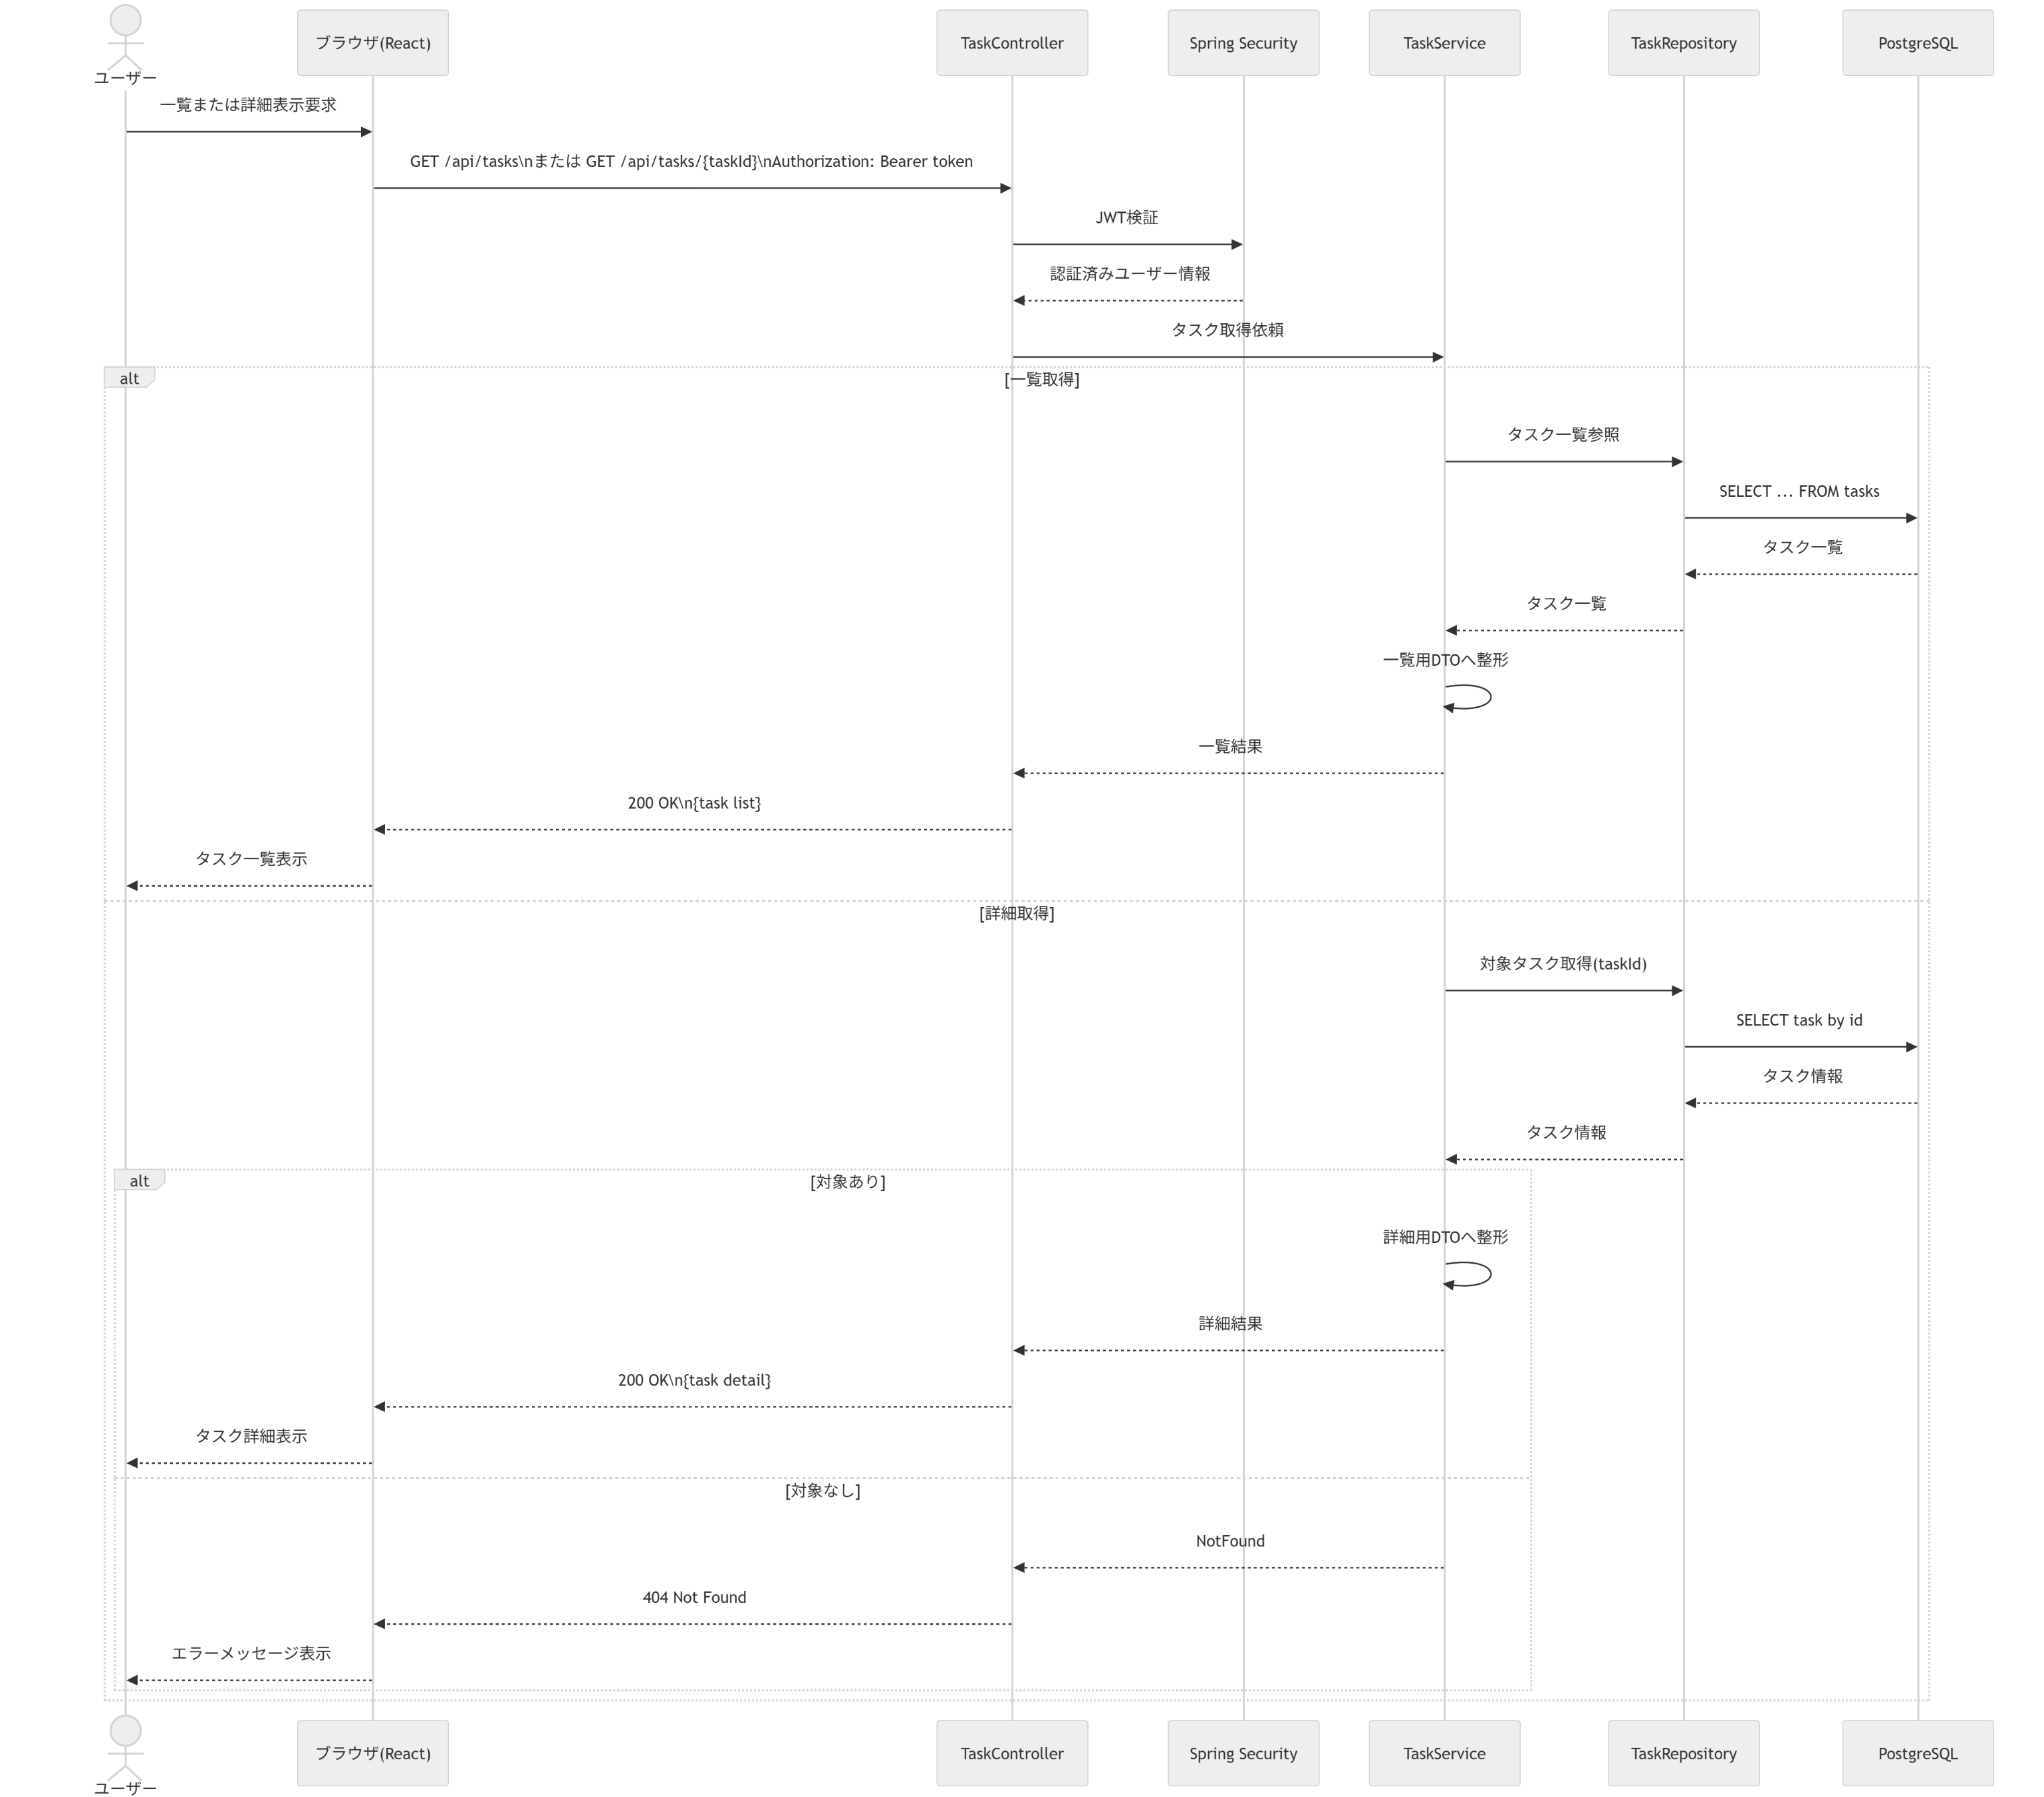 ユーザー
ブラウザ(React)
TaskController
Spring Security
TaskService
TaskRepository
PostgreSQL
一覧または詳細表示要求
GET /api/tasks\nまたは GET /api/tasks/{taskId}\nAuthorization: Bearer token
JWT検証
認証済みユーザー情報
タスク取得依頼
alt
[一覧取得]
タスク一覧参照
SELECT ... FROM tasks
タスク一覧
タスク一覧
一覧用DTOへ整形
一覧結果
200 OK\n{task list}
タスク一覧表示
[詳細取得]
対象タスク取得(taskId)
SELECT task by id
タスク情報
タスク情報
alt
[対象あり]
詳細用DTOへ整形
詳細結果
200 OK\n{task detail}
タスク詳細表示
[対象なし]
NotFound
404 Not Found
エラーメッセージ表示
ユーザー
ブラウザ(React)
TaskController
Spring Security
TaskService
TaskRepository
PostgreSQL